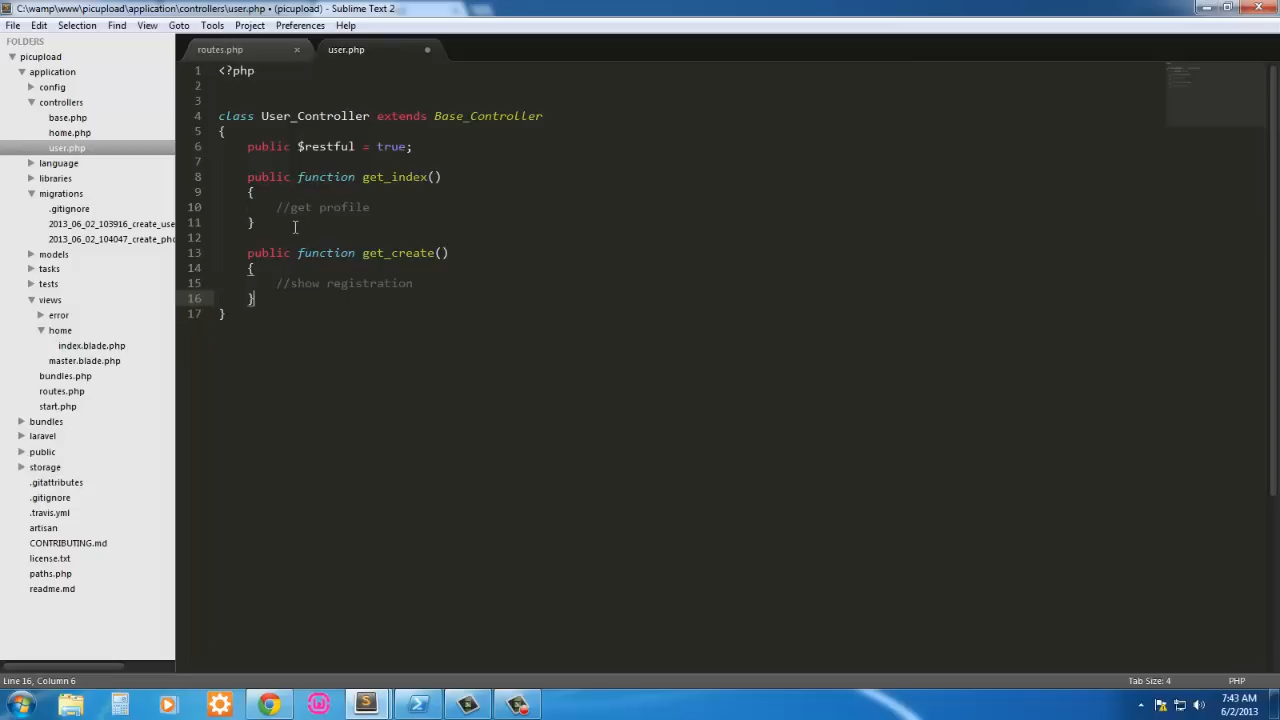 C:\wamp\www\picupload\application\controllers\user.php • (picupload) - Sublime Text 2
File Edit Selection Find View Goto Tools Project Preferences Help
FOLDERS
picupload
application
config
controllers
base.php
home.php
user.php
language
libraries
migrations
.gitignore
2013_06_02_103916_create_use
2013_06_02_104047_create_pho
models
tasks
tests
views
error
home
index.blade.php
master.blade.php
bundles.php
routes.php
start.php
bundles
laravel
public
storage
.gitattributes
.gitignore
.travis.yml
artisan
CONTRIBUTING.md
license.txt
paths.php
readme.md
routes.php × user.php
1 <?php
2
3
4 class User_Controller extends Base_Controller
5 {
6 public $restful = true;
7
8 public function get_index()
9 {
10 //get profile
11 }
12
13 public function get_create()
14 {
15 //show registration
16 }
17 }
Line 16, Column 6 Tab Size: 4 PHP
7:43 AM
6/2/2013